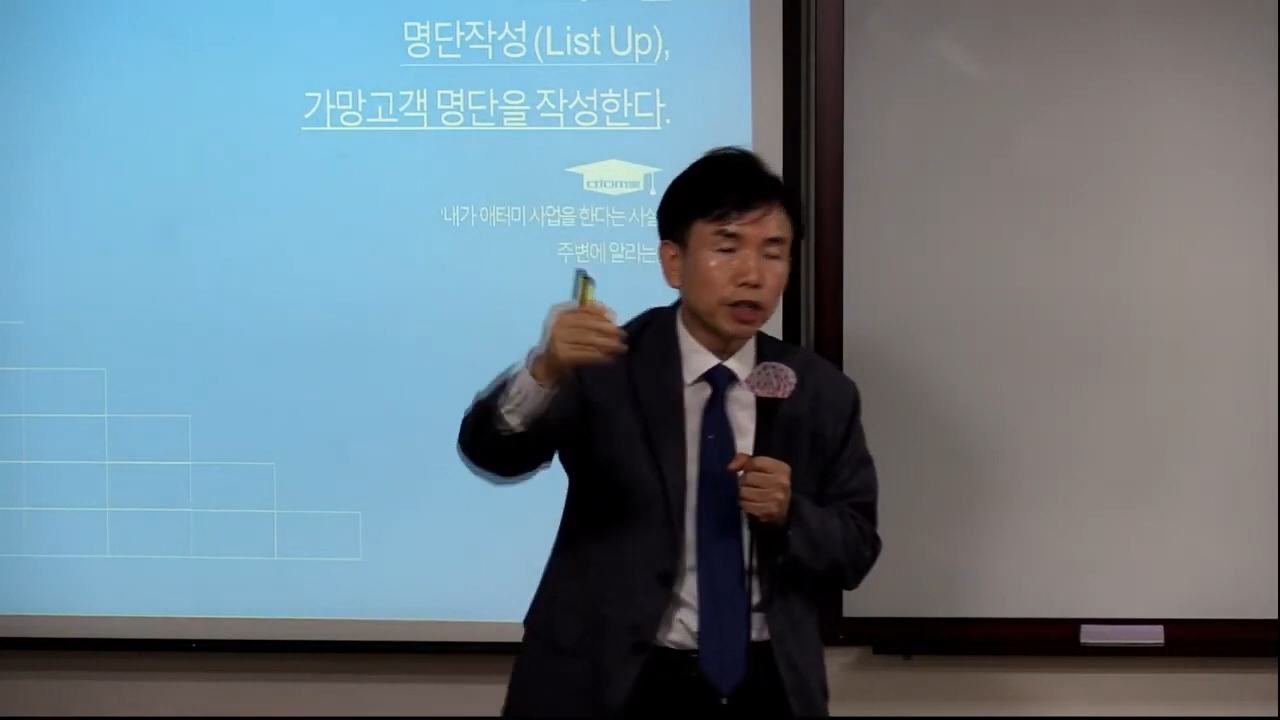 명단작성 (List Up),
가망고객 명단을 작성한다.
'내가 애터미 사업을 한다는 사실
주변에 알리는